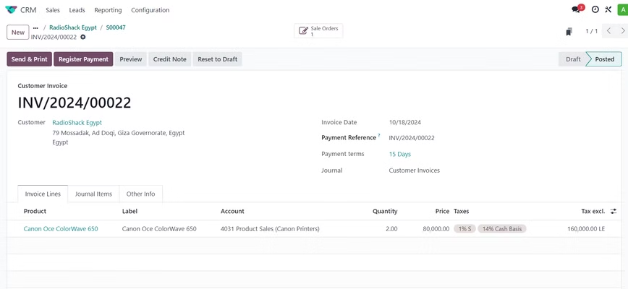 CRM Sales Leads Reporting Configuration
New ... RadioShack Egypt / S00047
INV/2024/00022
Sale Orders
1
1 / 1
Send & Print Register Payment Preview Credit Note Reset to Draft Draft Posted
Customer Invoice
INV/2024/00022
Customer RadioShack Egypt
79 Mossadak, Ad Doqi, Giza Governorate, Egypt
Egypt
Invoice Date 10/18/2024
Payment Reference ? INV/2024/00022
Payment terms 15 Days
Journal Customer Invoices
Invoice Lines Journal Items Other Info
Product Label Account Quantity Price Taxes Tax excl.
Canon Oce ColorWave 650 Canon Oce ColorWave 650 4031 Product Sales (Canon Printers) 2.00 80,000.00 1% S 14% Cash Basis 160,000.00 LE